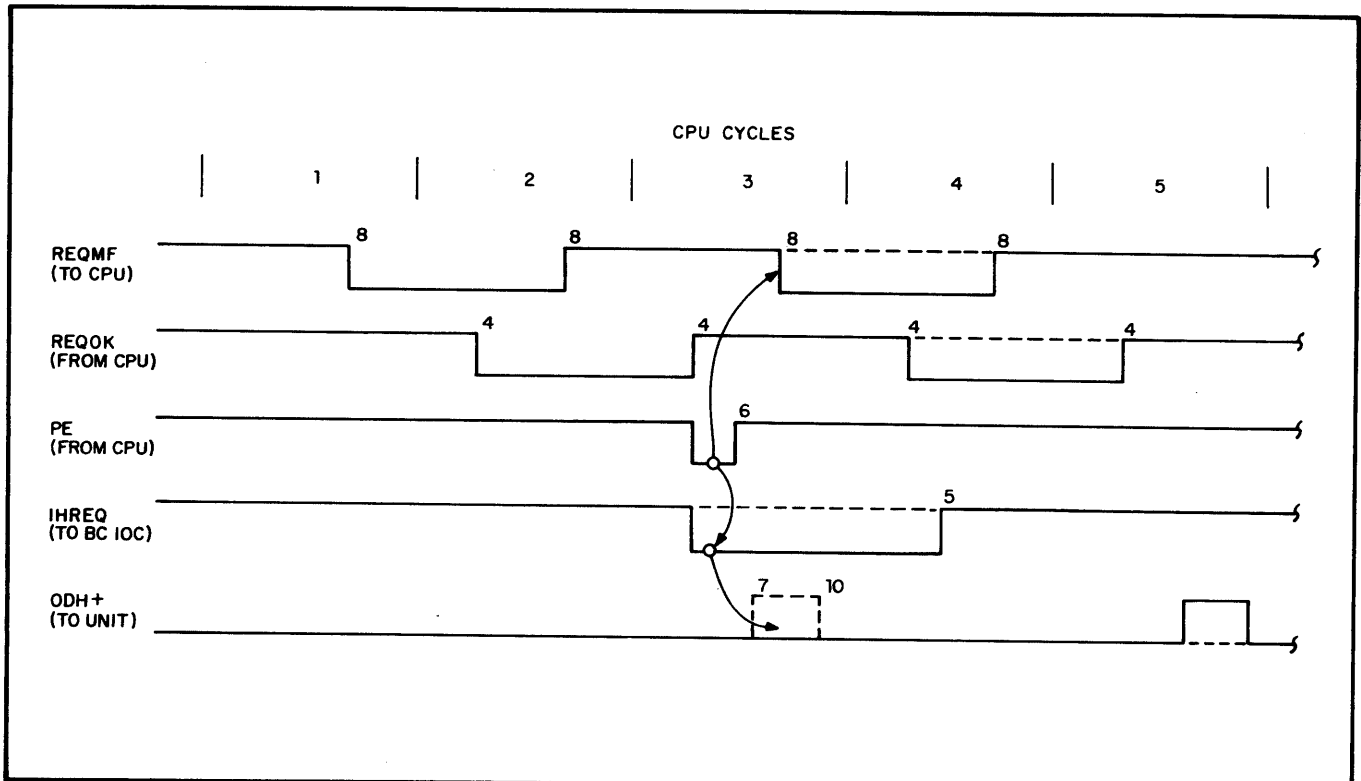 CPU CYCLES
1 2 3 4 5
REQMF
(TO CPU)
8 8 8 8
REQOK
(FROM CPU)
4 4 4 4
PE
(FROM CPU)
6
IHREQ
(TO BC IOC)
5
ODH+
(TO UNIT)
7 10